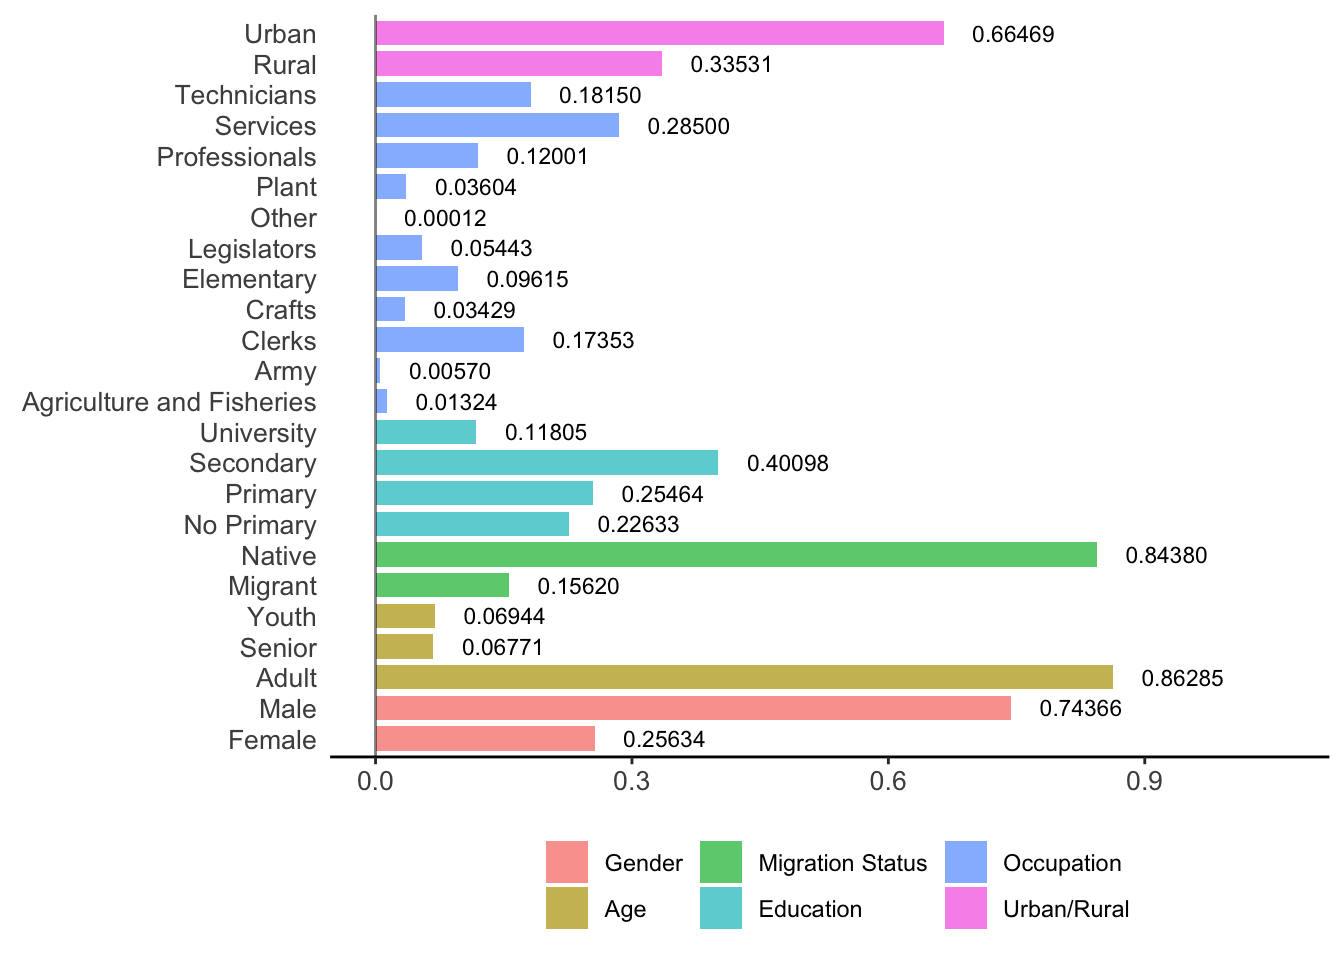 Urban 0.66469
Rural 0.33531
Technicians 0.18150
Services 0.28500
Professionals 0.12001
Plant 0.03604
Other 0.00012
Legislators 0.05443
Elementary 0.09615
Crafts 0.03429
Clerks 0.17353
Army 0.00570
Agriculture and Fisheries 0.01324
University 0.11805
Secondary 0.40098
Primary 0.25464
No Primary 0.22633
Native 0.84380
Migrant 0.15620
Youth 0.06944
Senior 0.06771
Adult 0.86285
Male 0.74366
Female 0.25634
0.0 0.3 0.6 0.9
Gender Migration Status Occupation
Age Education Urban/Rural